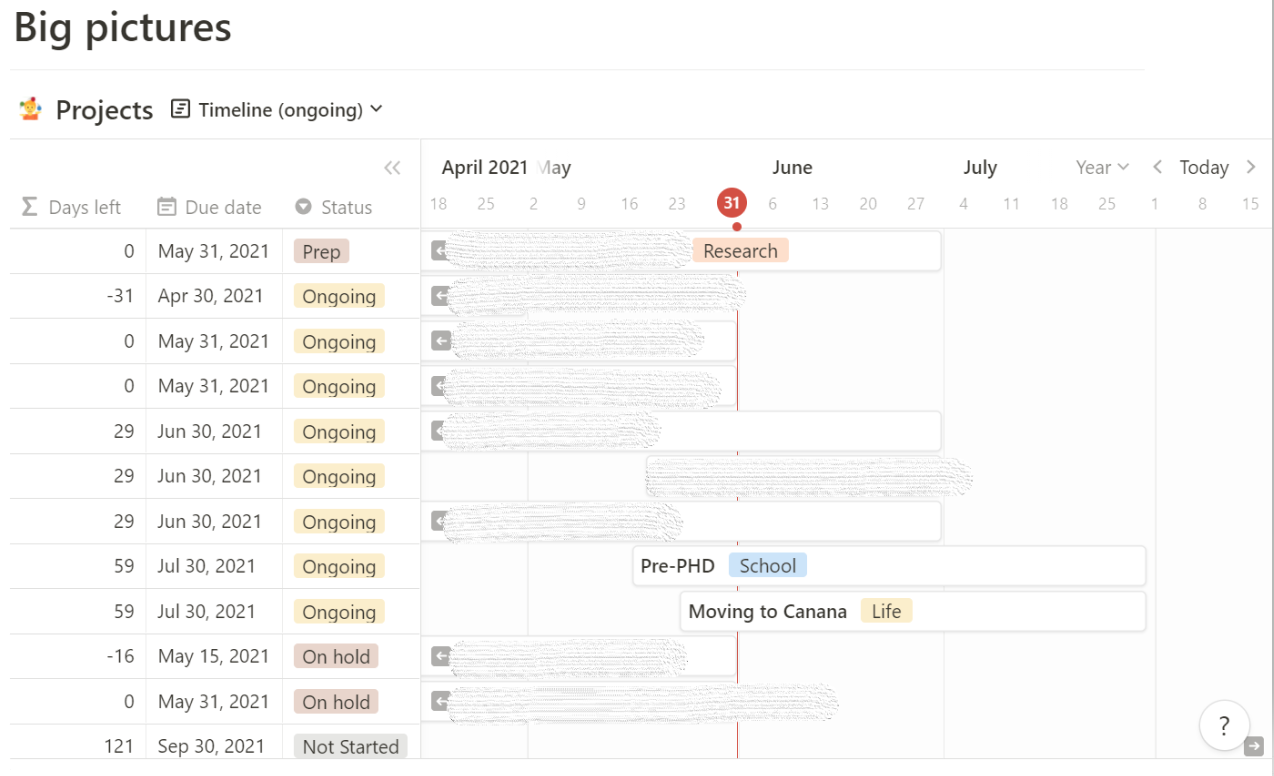 Big pictures
Projects Timeline (ongoing)
April 2021 May June July Year Today
Days left Due date Status 18 25 2 9 16 23 31 6 13 20 27 4 11 18 25 1 8 15
0 May 31, 2021 Prep Research
-31 Apr 30, 2021 Ongoing
0 May 31, 2021 Ongoing
0 May 31, 2021 Ongoing
29 Jun 30, 2021 Ongoing
29 Jun 30, 2021 Ongoing
29 Jun 30, 2021 Ongoing
59 Jul 30, 2021 Ongoing Pre-PHD School
59 Jul 30, 2021 Ongoing Moving to Canana Life
-16 May 15, 2021 On hold
0 May 31, 2021 On hold
121 Sep 30, 2021 Not Started
?